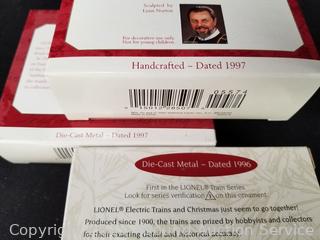 Sculpted by
Lynn Norton
For decorative use only
Not for young children
Handcrafted – Dated 1997
Die-Cast Metal – Dated 1997
Die-Cast Metal – Dated 1996
First in the LIONEL® Train Series
Look for series verification on this ornament.
LIONEL® Electric Trains and Christmas just seem to go together!
Produced since 1900, the trains are prized by hobbyists and collectors
for their exacting detail and historical accuracy.